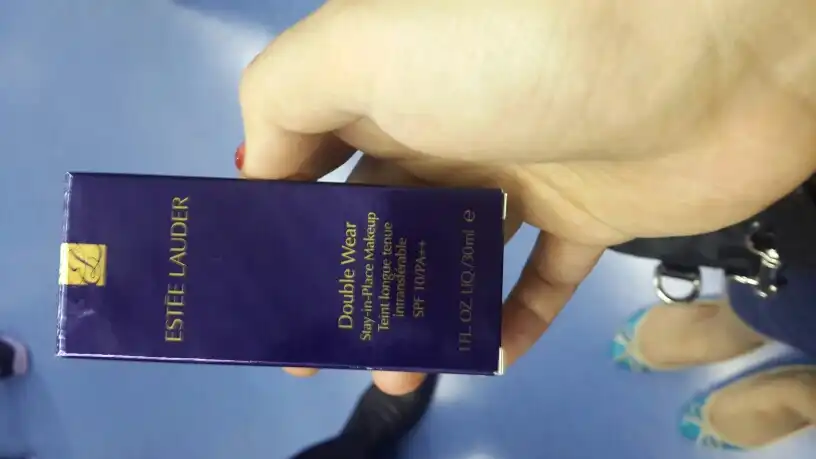 ESTĒE LAUDER
Double Wear
Stay-in-Place Makeup
Teint longue tenue
intransférable
SPF 10/PA++
1 FL. OZ. LIQ./30ml e